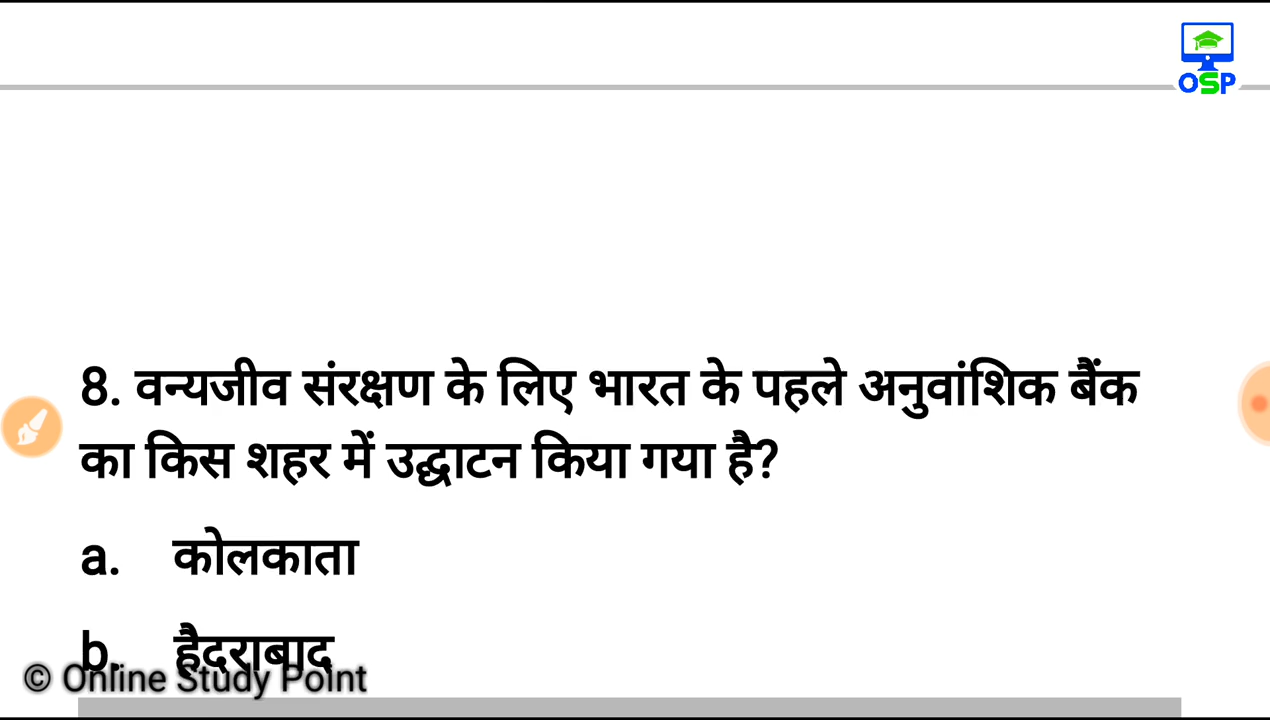 OSP
8. वन्यजीव संरक्षण के लिए भारत के पहले अनुवांशिक बैंक
का किस शहर में उद्घाटन किया गया है?
a. कोलकाता
b. हैदराबाद
© Online Study Point